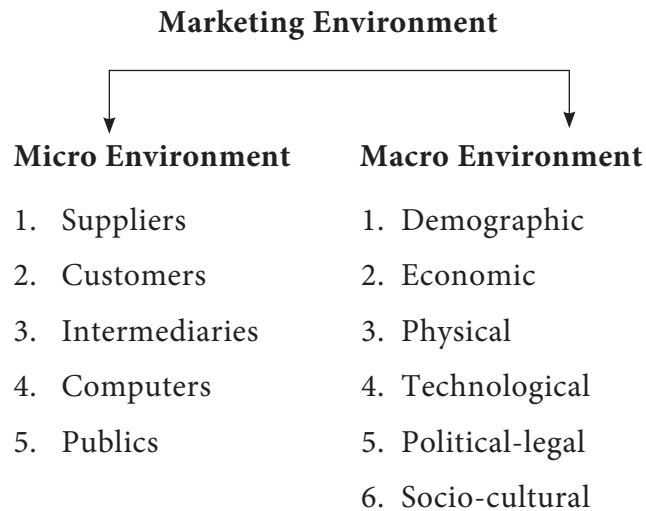 Marketing Environment
Micro Environment
1. Suppliers
2. Customers
3. Intermediaries
4. Computers
5. Publics
Macro Environment
1. Demographic
2. Economic
3. Physical
4. Technological
5. Political-legal
6. Socio-cultural